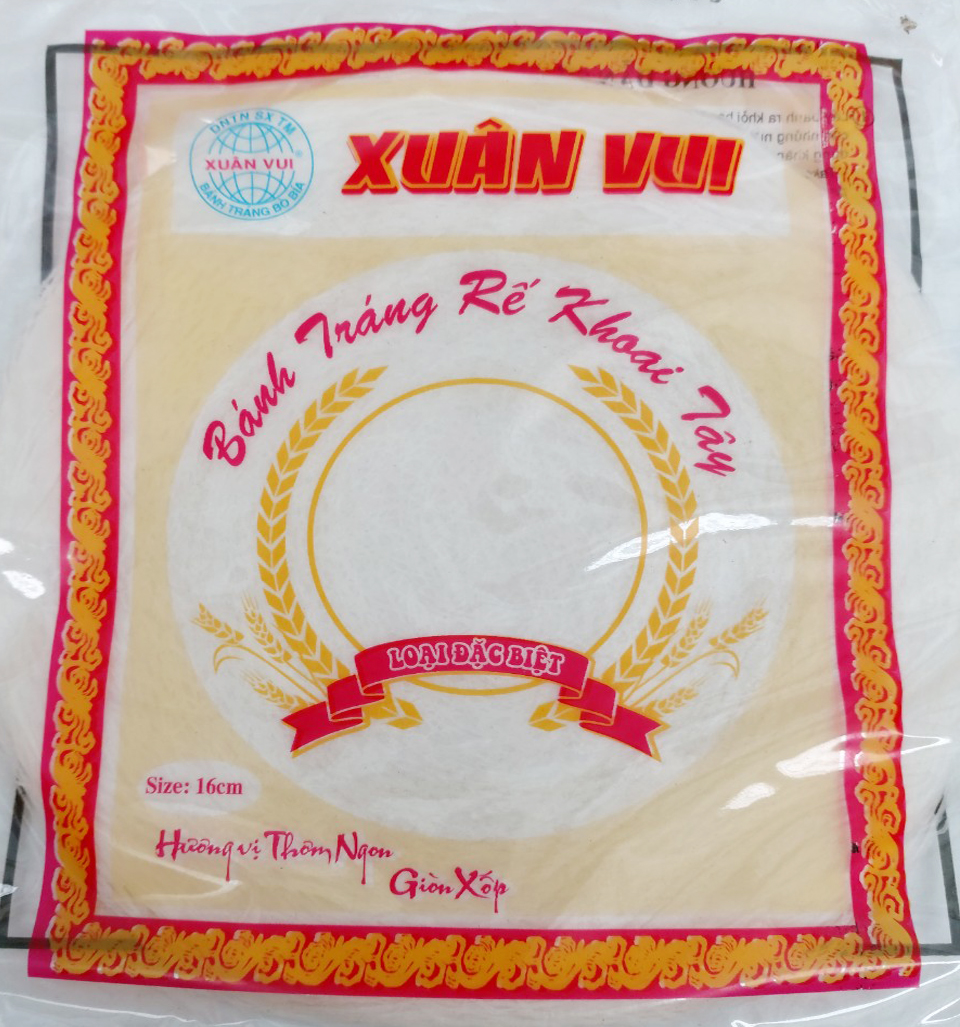 DNTN SX TM
XUÂN VUI ®
BÁNH TRÁNG BÒ BÍA
XUÂN VUI
Bánh Tráng Rế Khoai Tây
LOẠI ĐẶC BIỆT
Size: 16cm
Hương vị Thơm Ngon
Giòn Xốp